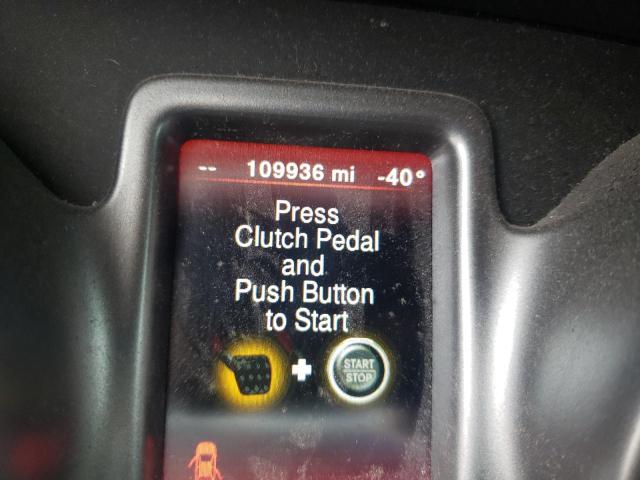 -- 109936 mi -40°
Press
Clutch Pedal
and
Push Button
to Start
START
STOP